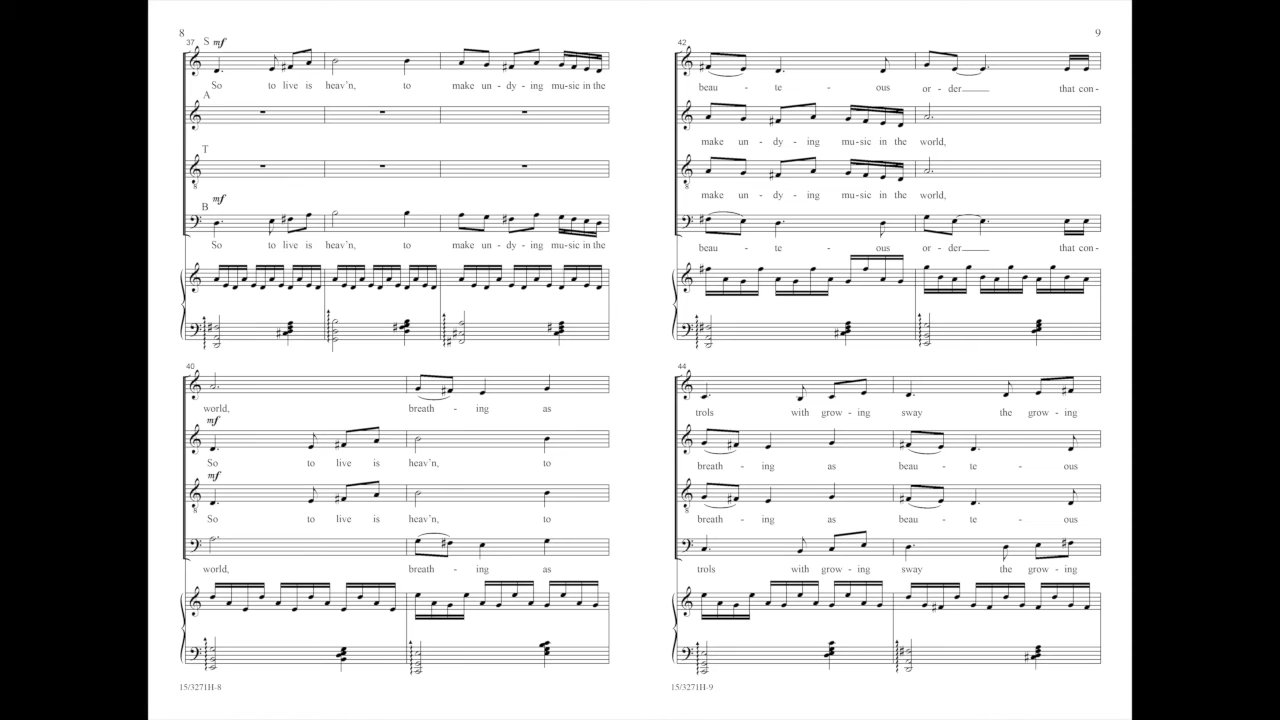 8
37
S mf
So to live is heav'n, to make un - dy - ing mu-sic in the
A
T
mf
B
So to live is heav'n, to make un - dy - ing mu-sic in the
40
world, breath - ing as
mf
So to live is heav'n, to
mf
So to live is heav'n, to
world, breath - ing as
15/3271H-8
9
42
beau - te - ous or - der that con -
make un - dy - ing mu-sic in the world,
make un - dy - ing mu-sic in the world,
beau - te - ous or - der that con -
44
trols with grow - ing sway the grow - ing
breath - ing as beau - te - ous
breath - ing as beau - te - ous
trols with grow - ing sway the grow - ing
15/3271H-9